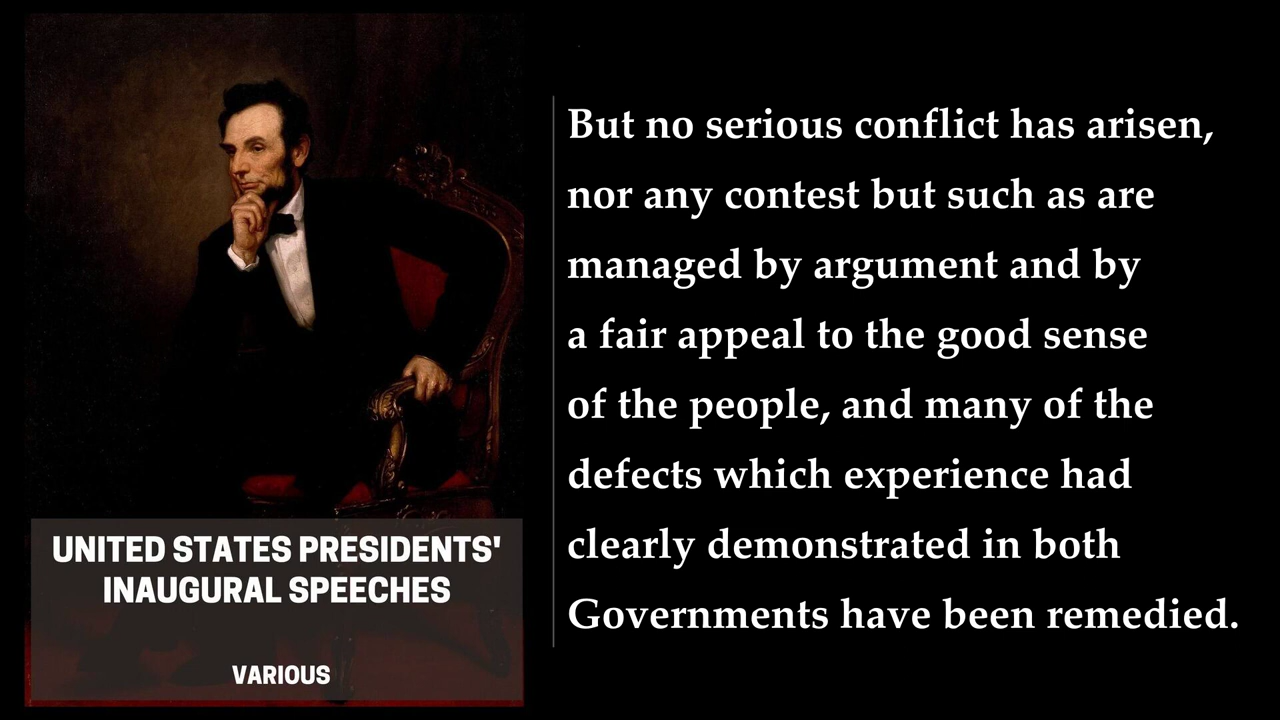 UNITED STATES PRESIDENTS'
INAUGURAL SPEECHES
VARIOUS
But no serious conflict has arisen,
nor any contest but such as are
managed by argument and by
a fair appeal to the good sense
of the people, and many of the
defects which experience had
clearly demonstrated in both
Governments have been remedied.